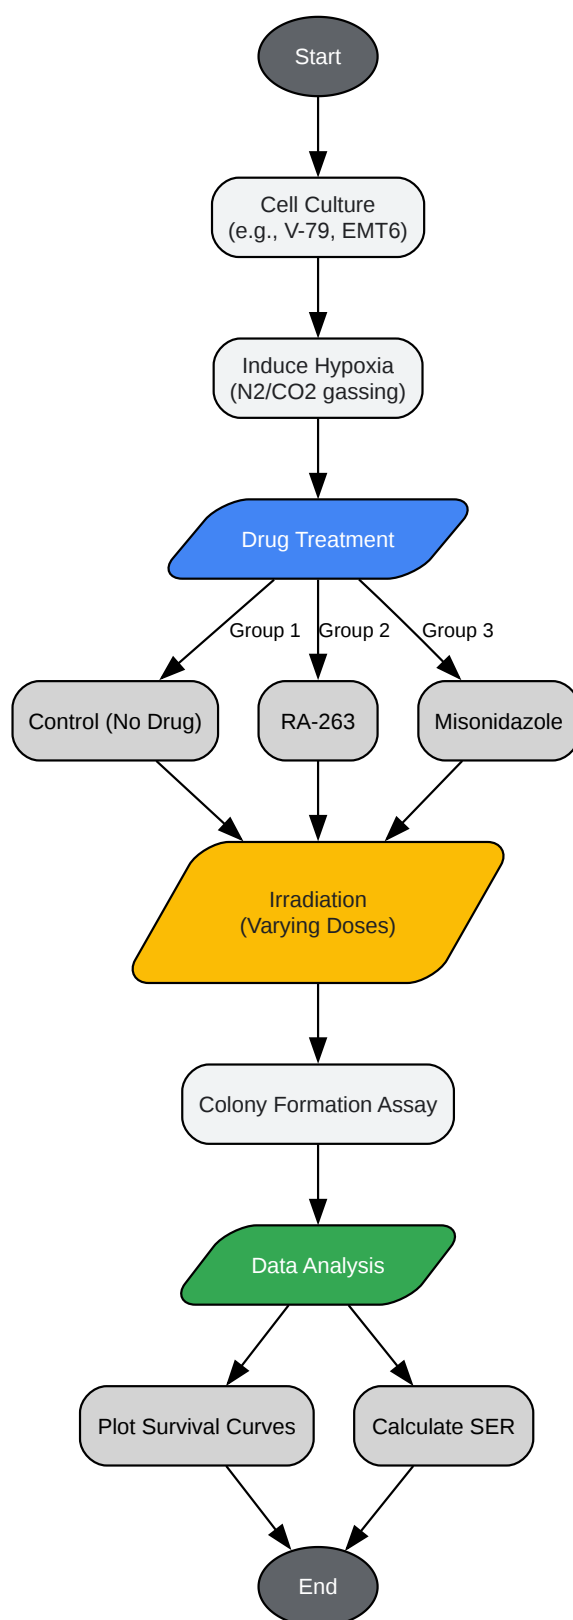 Start
Cell Culture
(e.g., V-79, EMT6)
Induce Hypoxia
(N2/CO2 gassing)
Drug Treatment
Group 1
Group 2
Group 3
Control (No Drug)
RA-263
Misonidazole
Irradiation
(Varying Doses)
Colony Formation Assay
Data Analysis
Plot Survival Curves
Calculate SER
End